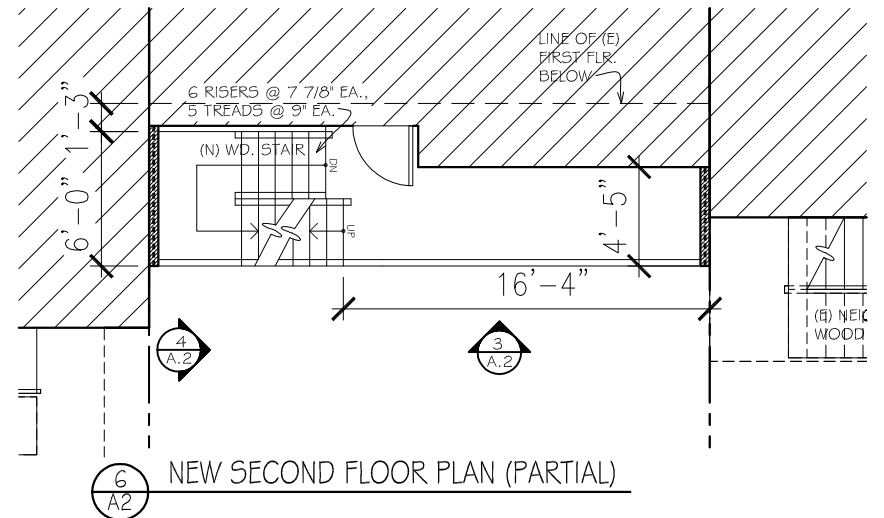 LINE OF (E)
FIRST FLR.
BELOW
6 RISERS @ 7 7/8" EA.,
5 TREADS @ 9" EA.
(N) WD. STAIR
DN
UP
1'-3"
6'-0"
4'-5"
16'-4"
(E)
WOOD
4
A.2
3
A.2
6
A2
NEW SECOND FLOOR PLAN (PARTIAL)